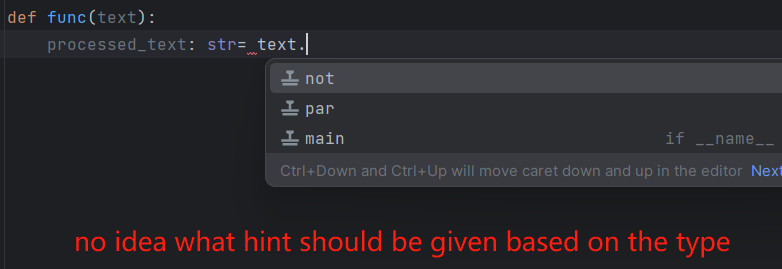 def func(text):
processed_text: str= text.
not
par
main if __name__
Ctrl+Down and Ctrl+Up will move caret down and up in the editor Next
no idea what hint should be given based on the type